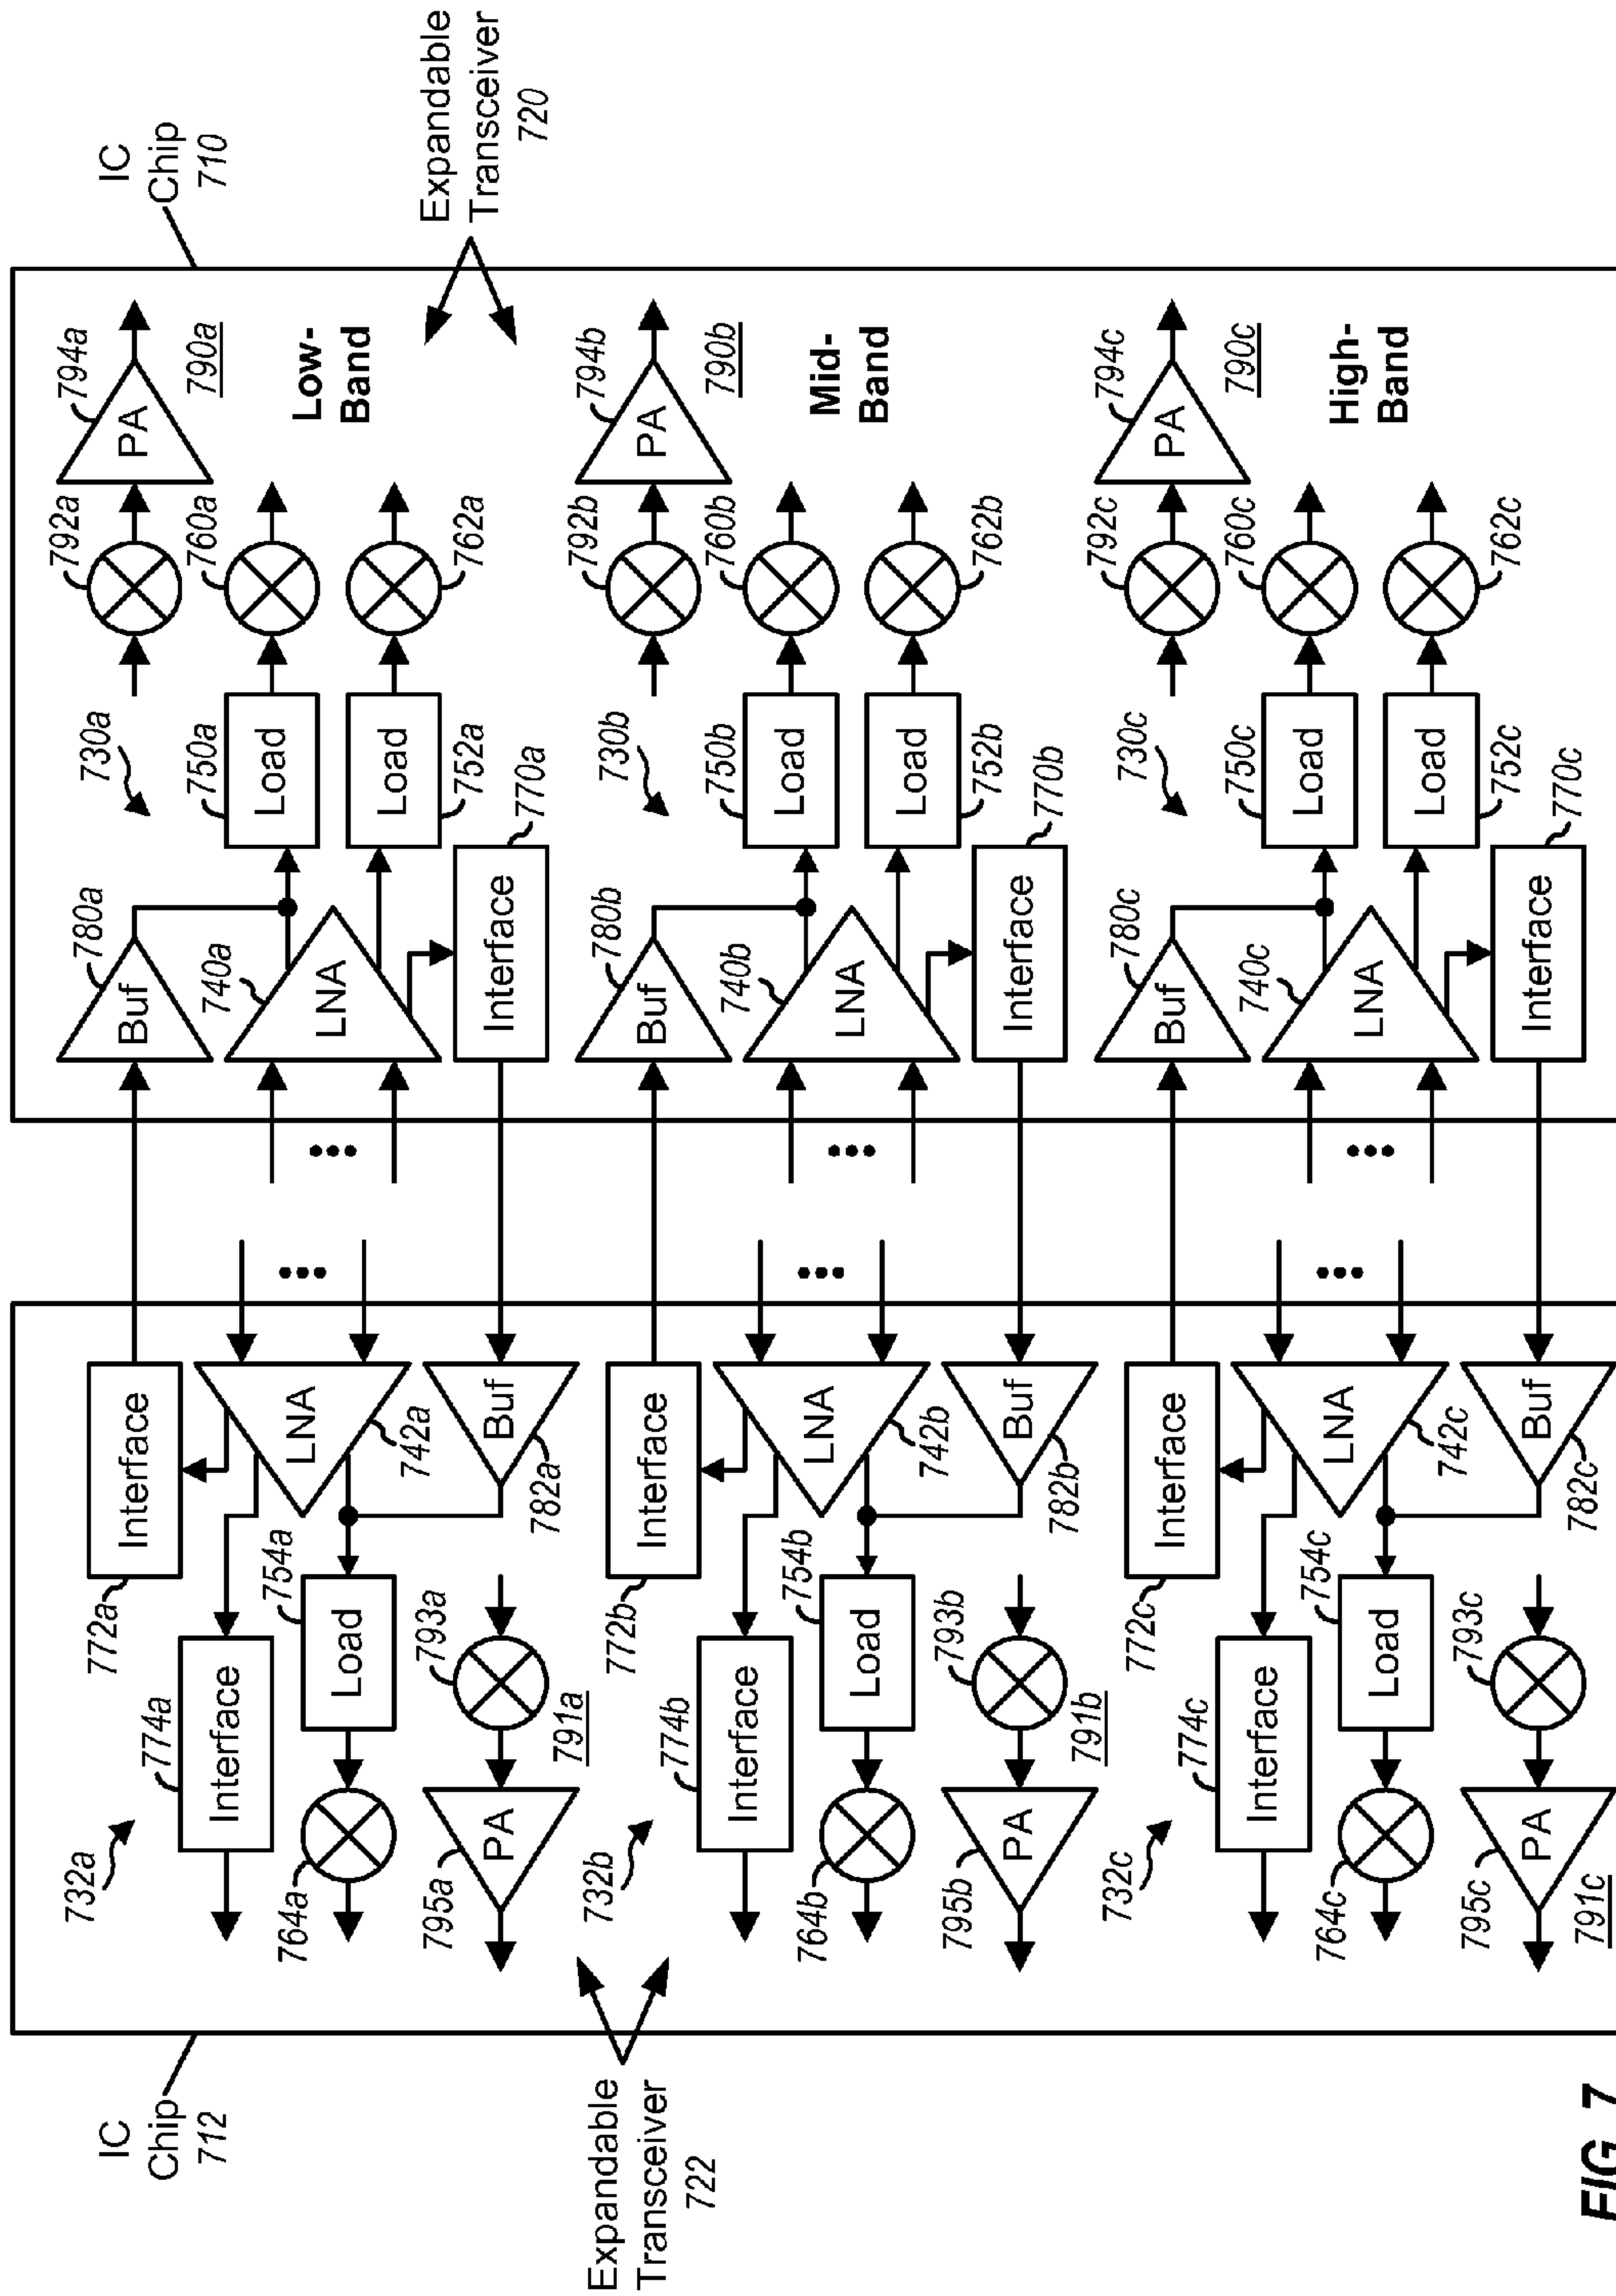 IC
Chip
710
Expandable
Transceiver
720
792a
794a
PA
790a
760a
762a
Low-
Band
730a
750a
Load
Load
752a
780a
Buf
740a
LNA
770a
Interface
792b
794b
PA
790b
760b
762b
Mid-
Band
730b
750b
Load
Load
752b
780b
Buf
740b
LNA
770b
Interface
792c
794c
PA
790c
760c
762c
High-
Band
730c
750c
Load
Load
752c
780c
Buf
740c
LNA
770c
Interface
IC
Chip
712
Expandable
Transceiver
722
732a
774a
Interface
772a
Interface
LNA
742a
Buf
782a
754a
Load
764a
793a
791a
795a
PA
732b
774b
Interface
772b
Interface
LNA
742b
Buf
782b
754b
Load
764b
793b
791b
795b
PA
732c
774c
Interface
772c
Interface
LNA
742c
Buf
782c
754c
Load
764c
793c
795c
PA
791c
FIG. 7